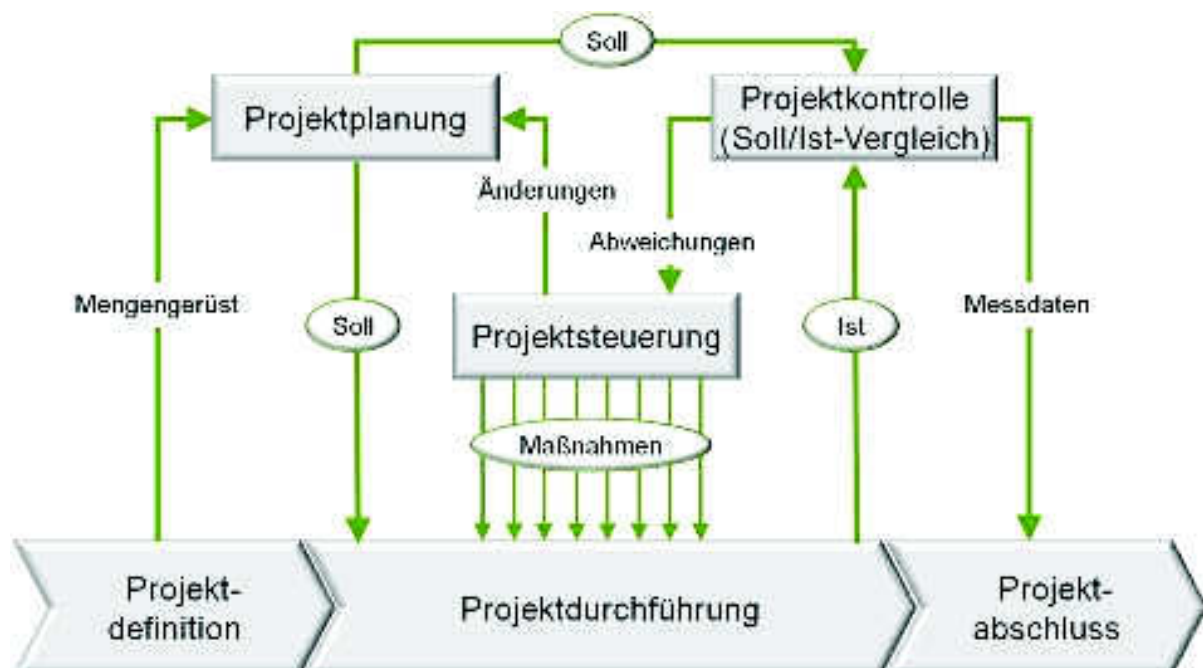 Soll
Projektplanung
Projektkontrolle
(Soll/Ist-Vergleich)
Änderungen
Abweichungen
Mengengerüst
Soll
Projektsteuerung
Ist
Messdaten
Maßnahmen
Projekt-
definition
Projektdurchführung
Projekt-
abschluss